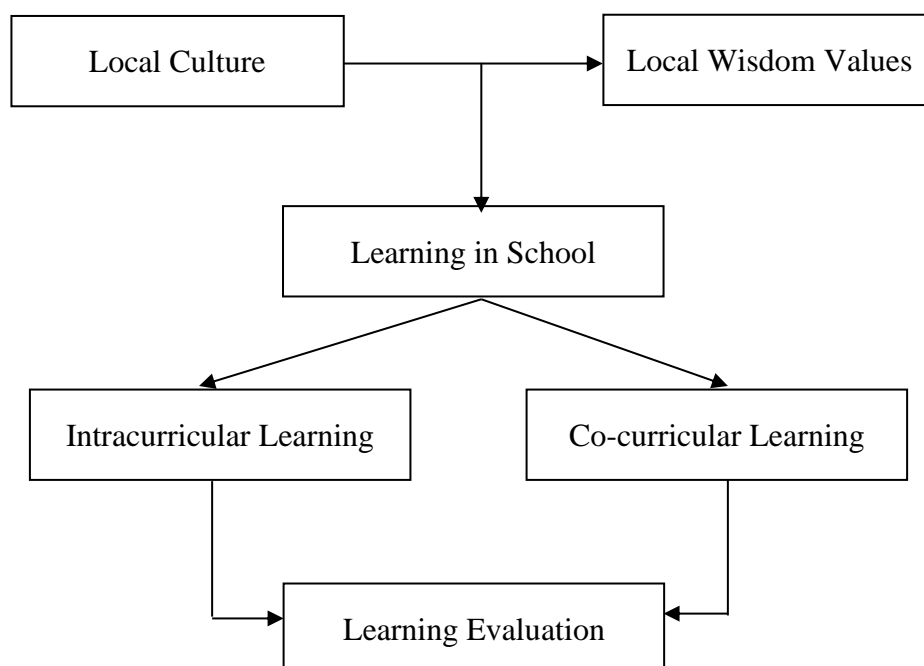 Local Culture
Local Wisdom Values
Learning in School
Intracurricular Learning
Co-curricular Learning
Learning Evaluation